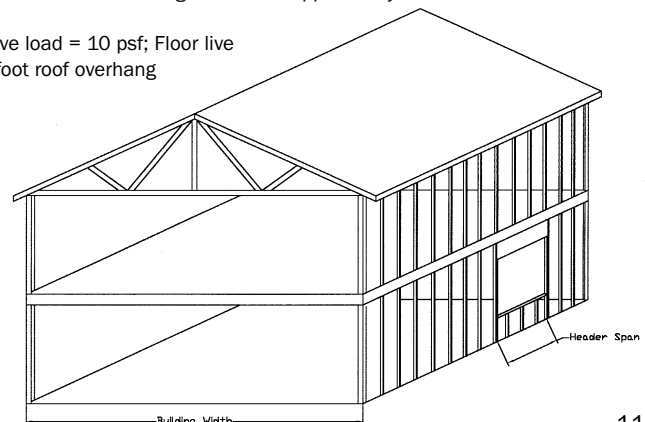 ve load = 10 psf; Floor live
foot roof overhang
Header Span
Building Width
11